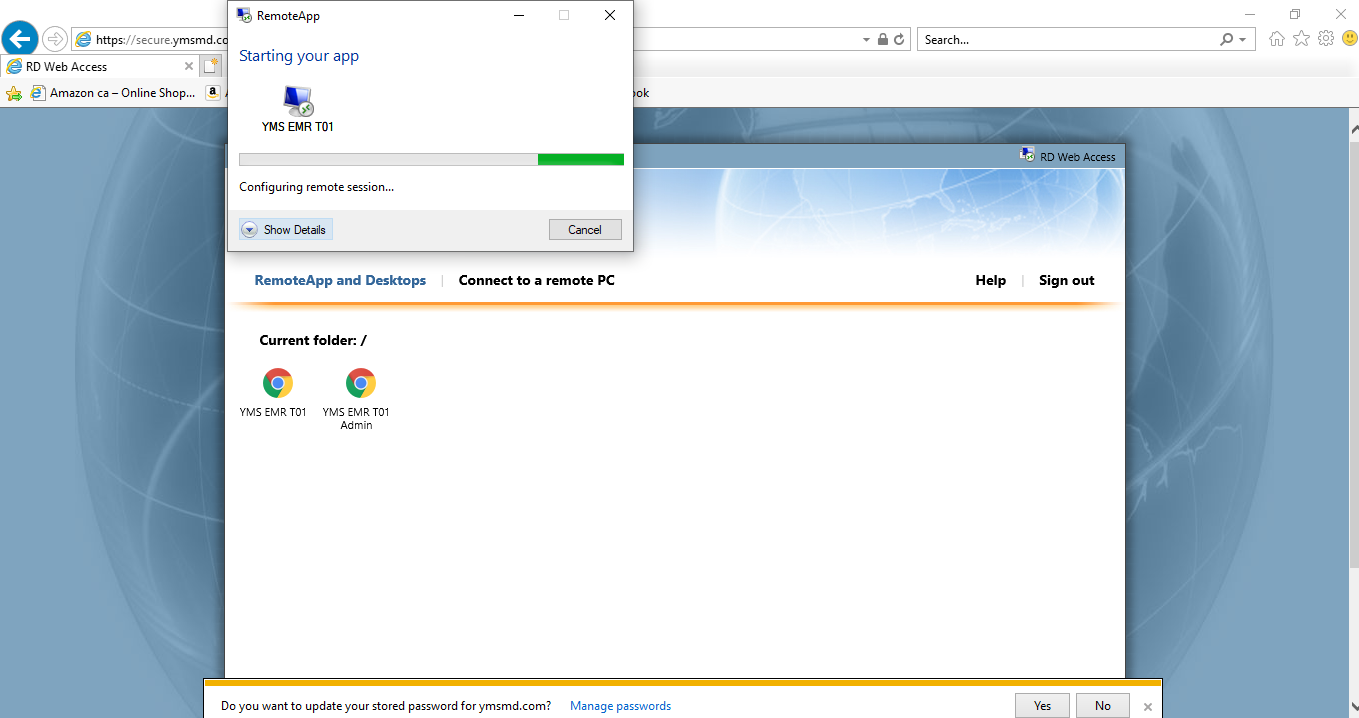 RemoteApp
https://secure.ymsmd.co
Search...
RD Web Access
Starting your app
Amazon ca – Online Shop...
YMS EMR T01
Configuring remote session...
Show Details
Cancel
RD Web Access
RemoteApp and Desktops | Connect to a remote PC
Help | Sign out
Current folder: /
YMS EMR T01
YMS EMR T01
Admin
Do you want to update your stored password for ymsmd.com? Manage passwords
Yes
No